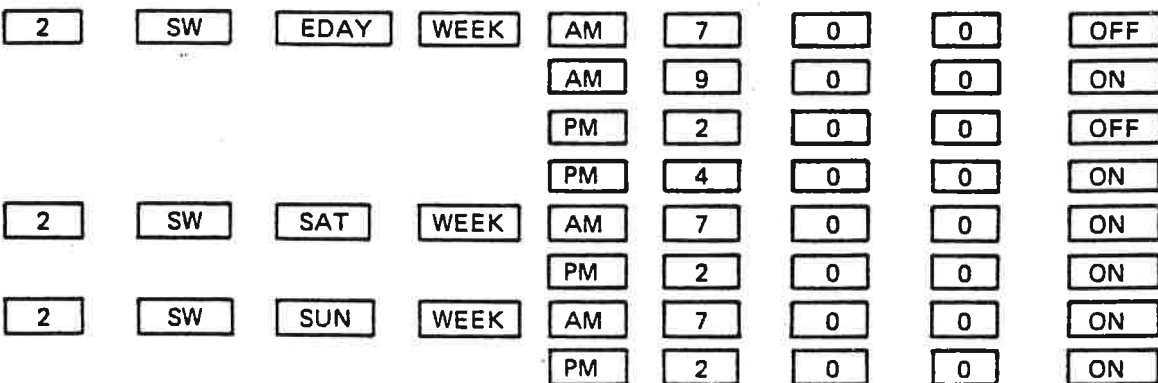 2 SW EDAY WEEK AM 7 0 0 OFF
AM 9 0 0 ON
PM 2 0 0 OFF
PM 4 0 0 ON
2 SW SAT WEEK AM 7 0 0 ON
PM 2 0 0 ON
2 SW SUN WEEK AM 7 0 0 ON
PM 2 0 0 ON